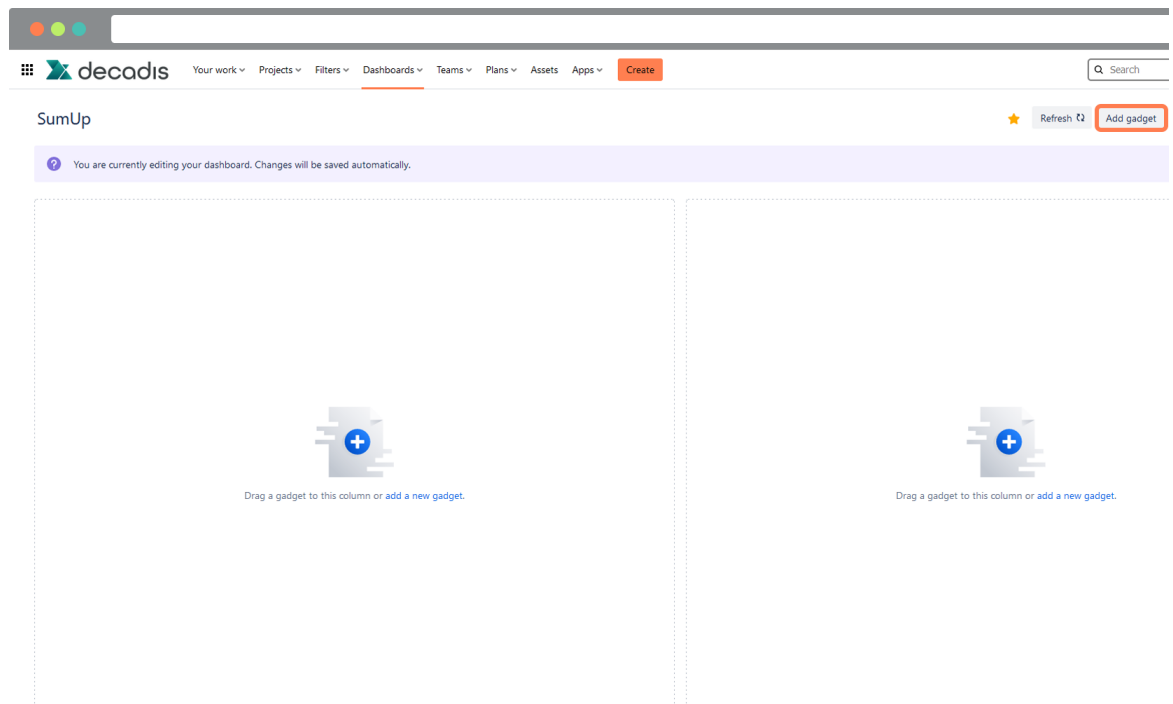 decadis Your work Projects Filters Dashboards Teams Plans Assets Apps Create Search
SumUp Refresh Add gadget
You are currently editing your dashboard. Changes will be saved automatically.
Drag a gadget to this column or add a new gadget. Drag a gadget to this column or add a new gadget.